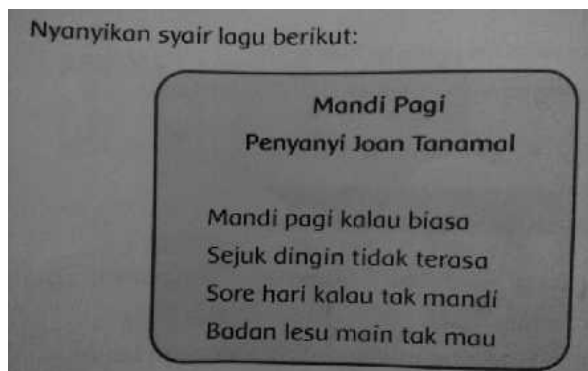 Nyanyikan syair lagu berikut:
Mandi Pagi
Penyanyi Joan Tanamal
Mandi pagi kalau biasa
Sejuk dingin tidak terasa
Sore hari kalau tak mandi
Badan lesu main tak mau